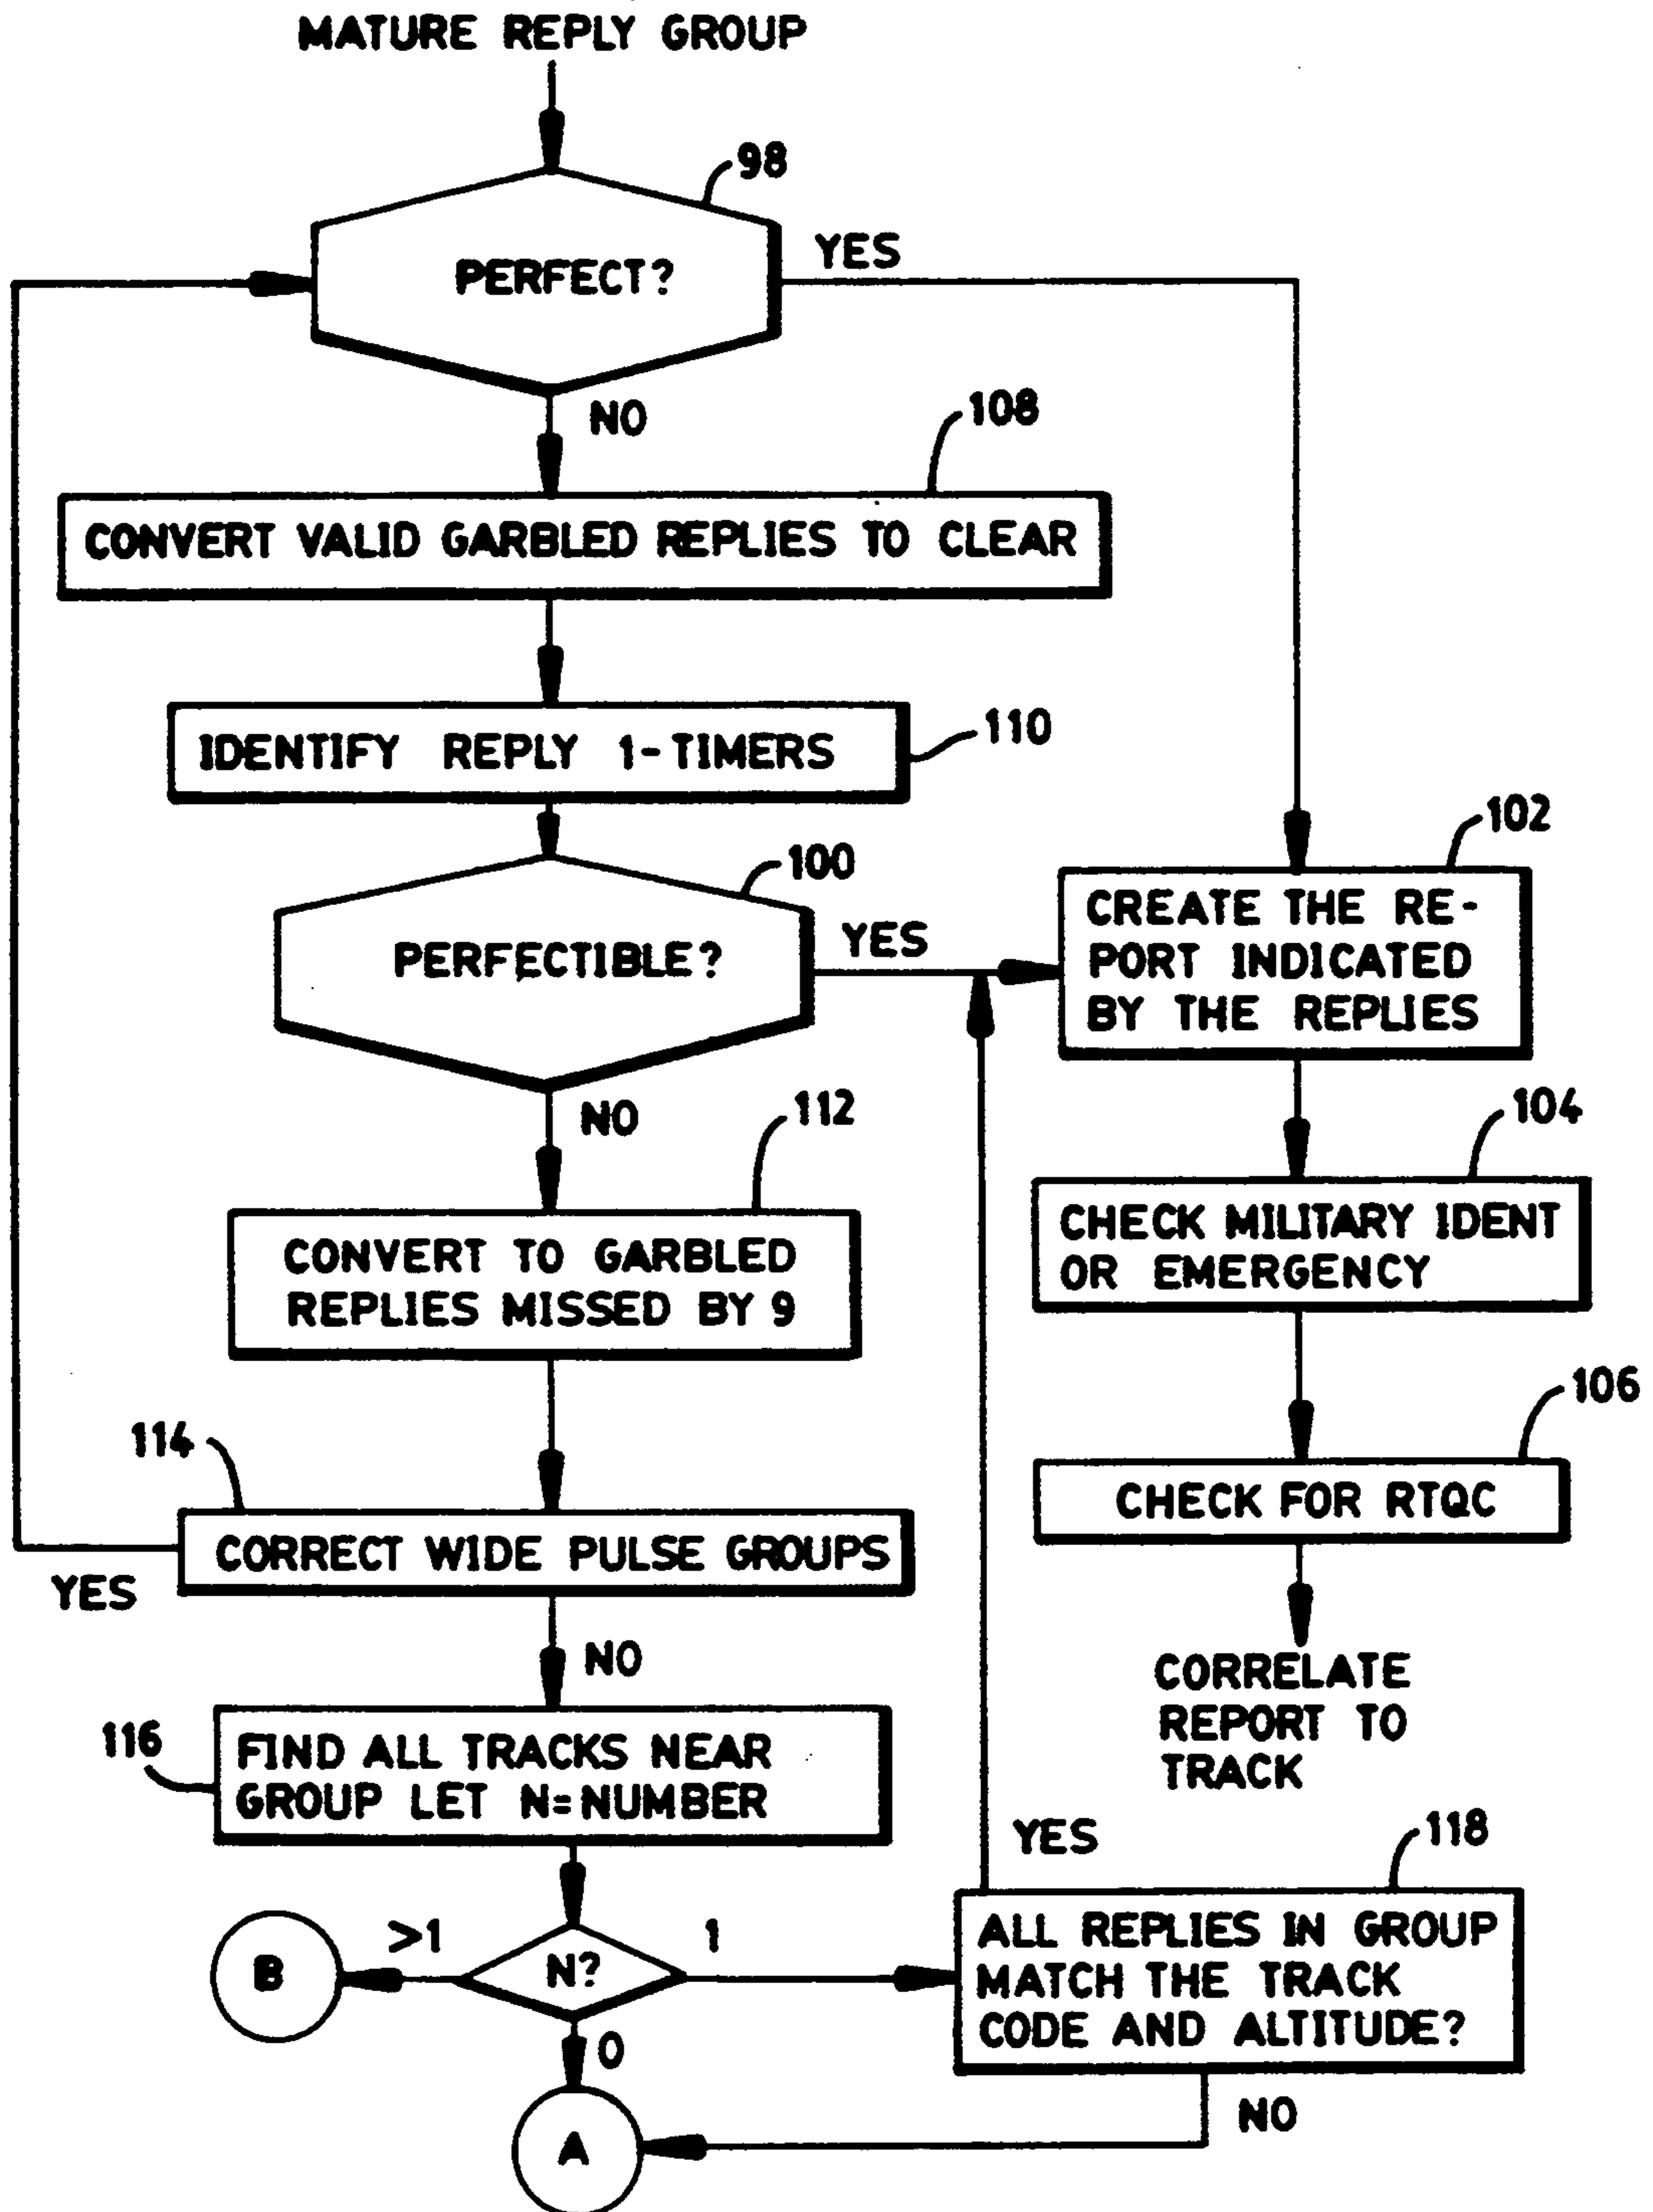 MATURE REPLY GROUP
98
PERFECT?
YES
NO
108
CONVERT VALID GARBLED REPLIES TO CLEAR
IDENTIFY REPLY 1-TIMERS
110
100
PERFECTIBLE?
YES
102
CREATE THE RE-
PORT INDICATED
BY THE REPLIES
NO
112
104
CONVERT TO GARBLED
REPLIES MISSED BY 9
CHECK MILITARY IDENT
OR EMERGENCY
106
114
CHECK FOR RTQC
CORRECT WIDE PULSE GROUPS
YES
NO
CORRELATE
REPORT TO
TRACK
116
FIND ALL TRACKS NEAR
GROUP LET N=NUMBER
YES
118
B
>1
N?
1
ALL REPLIES IN GROUP
MATCH THE TRACK
CODE AND ALTITUDE?
0
NO
A